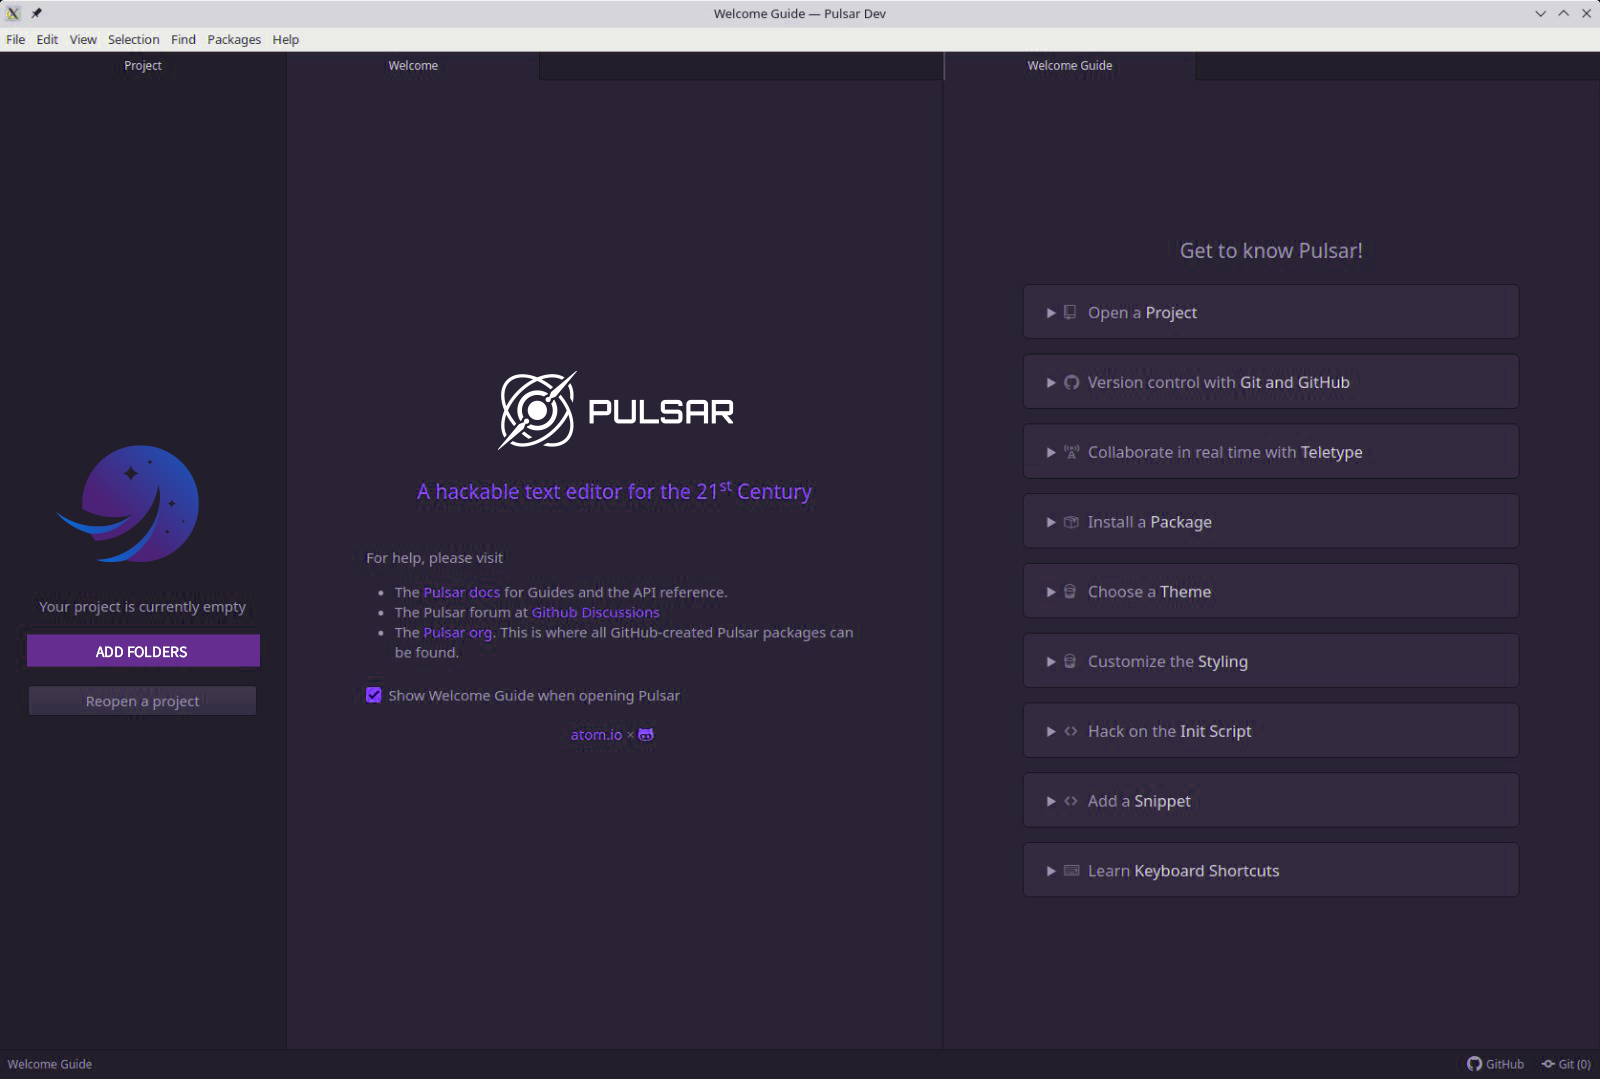 Welcome Guide — Pulsar Dev
File Edit View Selection Find Packages Help
Project
Welcome
Welcome Guide
Your project is currently empty
ADD FOLDERS
Reopen a project
PULSAR
A hackable text editor for the 21st Century
For help, please visit
• The Pulsar docs for Guides and the API reference.
• The Pulsar forum at Github Discussions
• The Pulsar org. This is where all GitHub-created Pulsar packages can
be found.
Show Welcome Guide when opening Pulsar
atom.io ×
Get to know Pulsar!
Open a Project
Version control with Git and GitHub
Collaborate in real time with Teletype
Install a Package
Choose a Theme
Customize the Styling
Hack on the Init Script
Add a Snippet
Learn Keyboard Shortcuts
Welcome Guide
GitHub
Git (0)